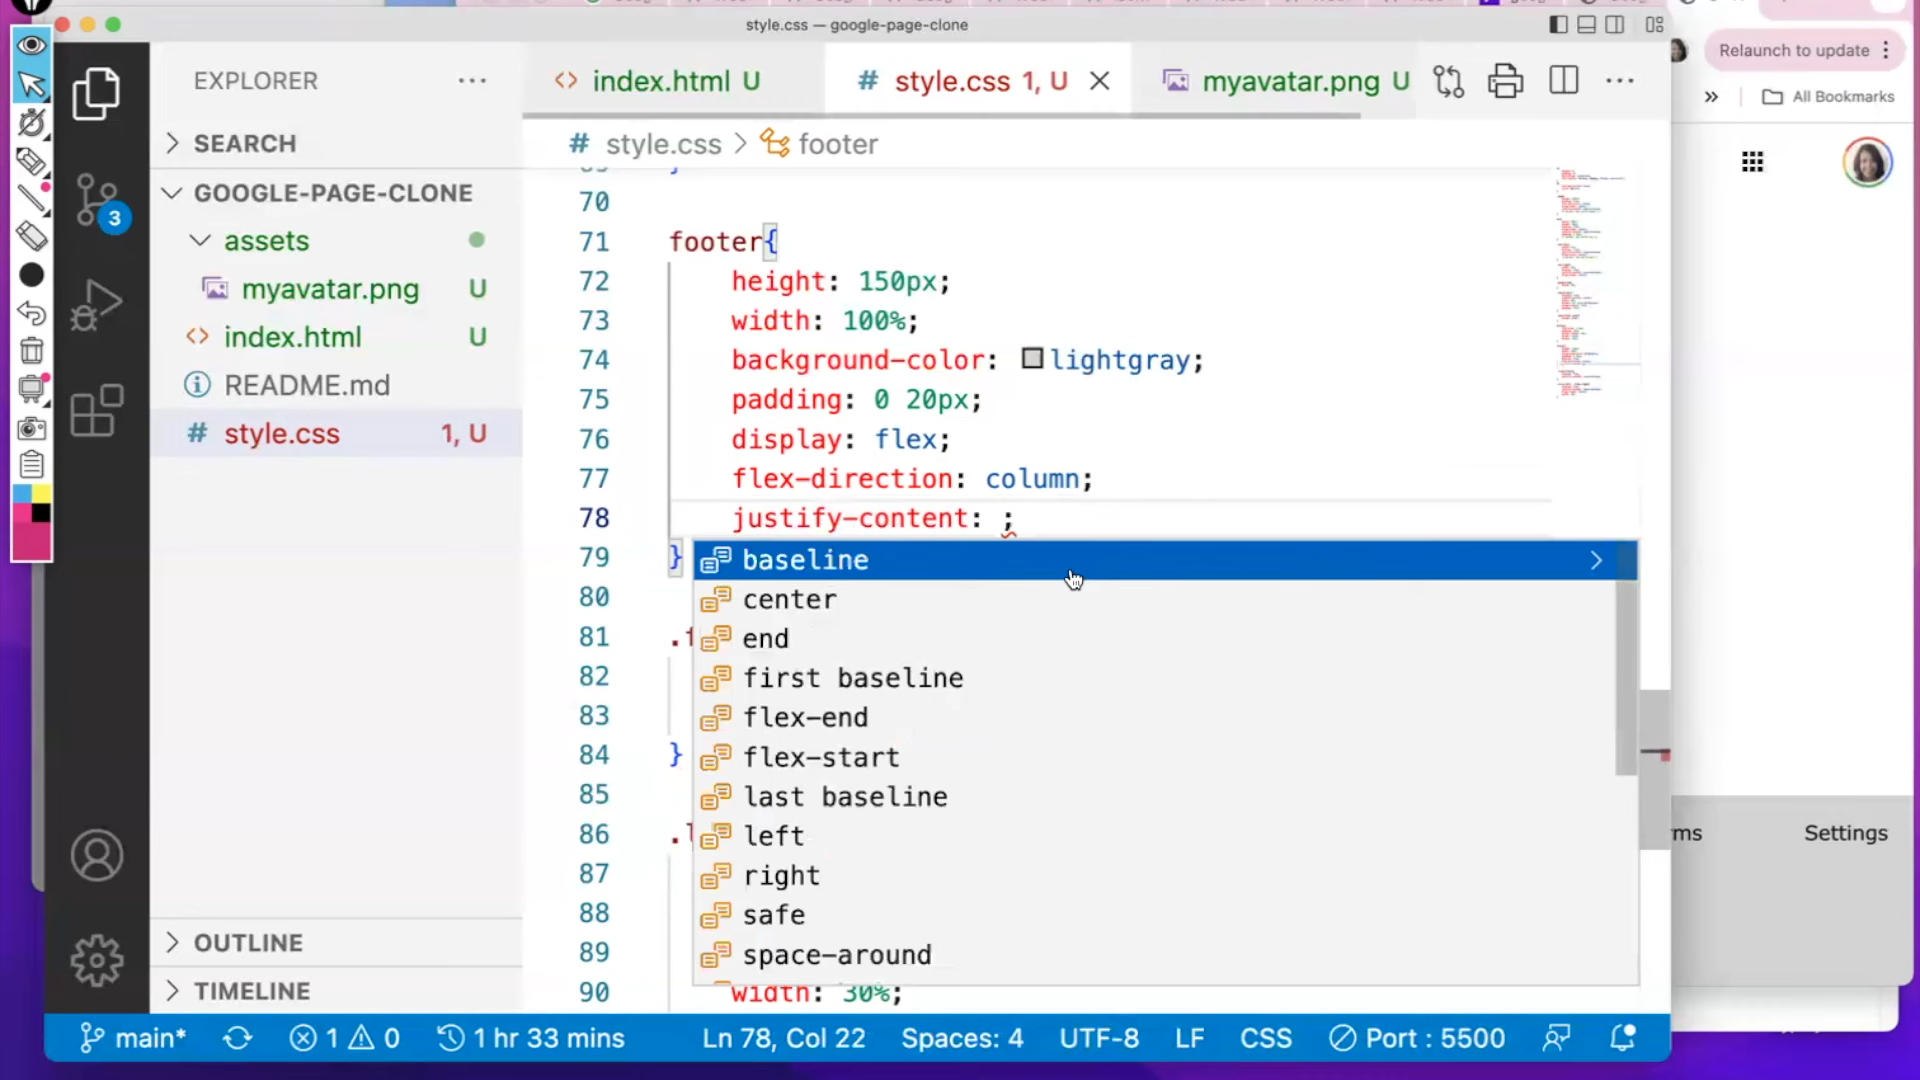 style.css — google-page-clone
Relaunch to update
EXPLORER
index.html U
style.css 1, U
myavatar.png U
All Bookmarks
SEARCH
style.css > footer
GOOGLE-PAGE-CLONE
assets
myavatar.png U
index.html U
README.md
style.css 1, U
3
70
71 footer{
72 height: 150px;
73 width: 100%;
74 background-color: lightgray;
75 padding: 0 20px;
76 display: flex;
77 flex-direction: column;
78 justify-content: ;
79 }
baseline
80
center
81
end
82
first baseline
83
flex-end
84 }
flex-start
85
last baseline
86
left
87
right
88
safe
89
space-around
90 width: 30%;
Settings
OUTLINE
TIMELINE
main* 1 0 1 hr 33 mins Ln 78, Col 22 Spaces: 4 UTF-8 LF CSS Port : 5500